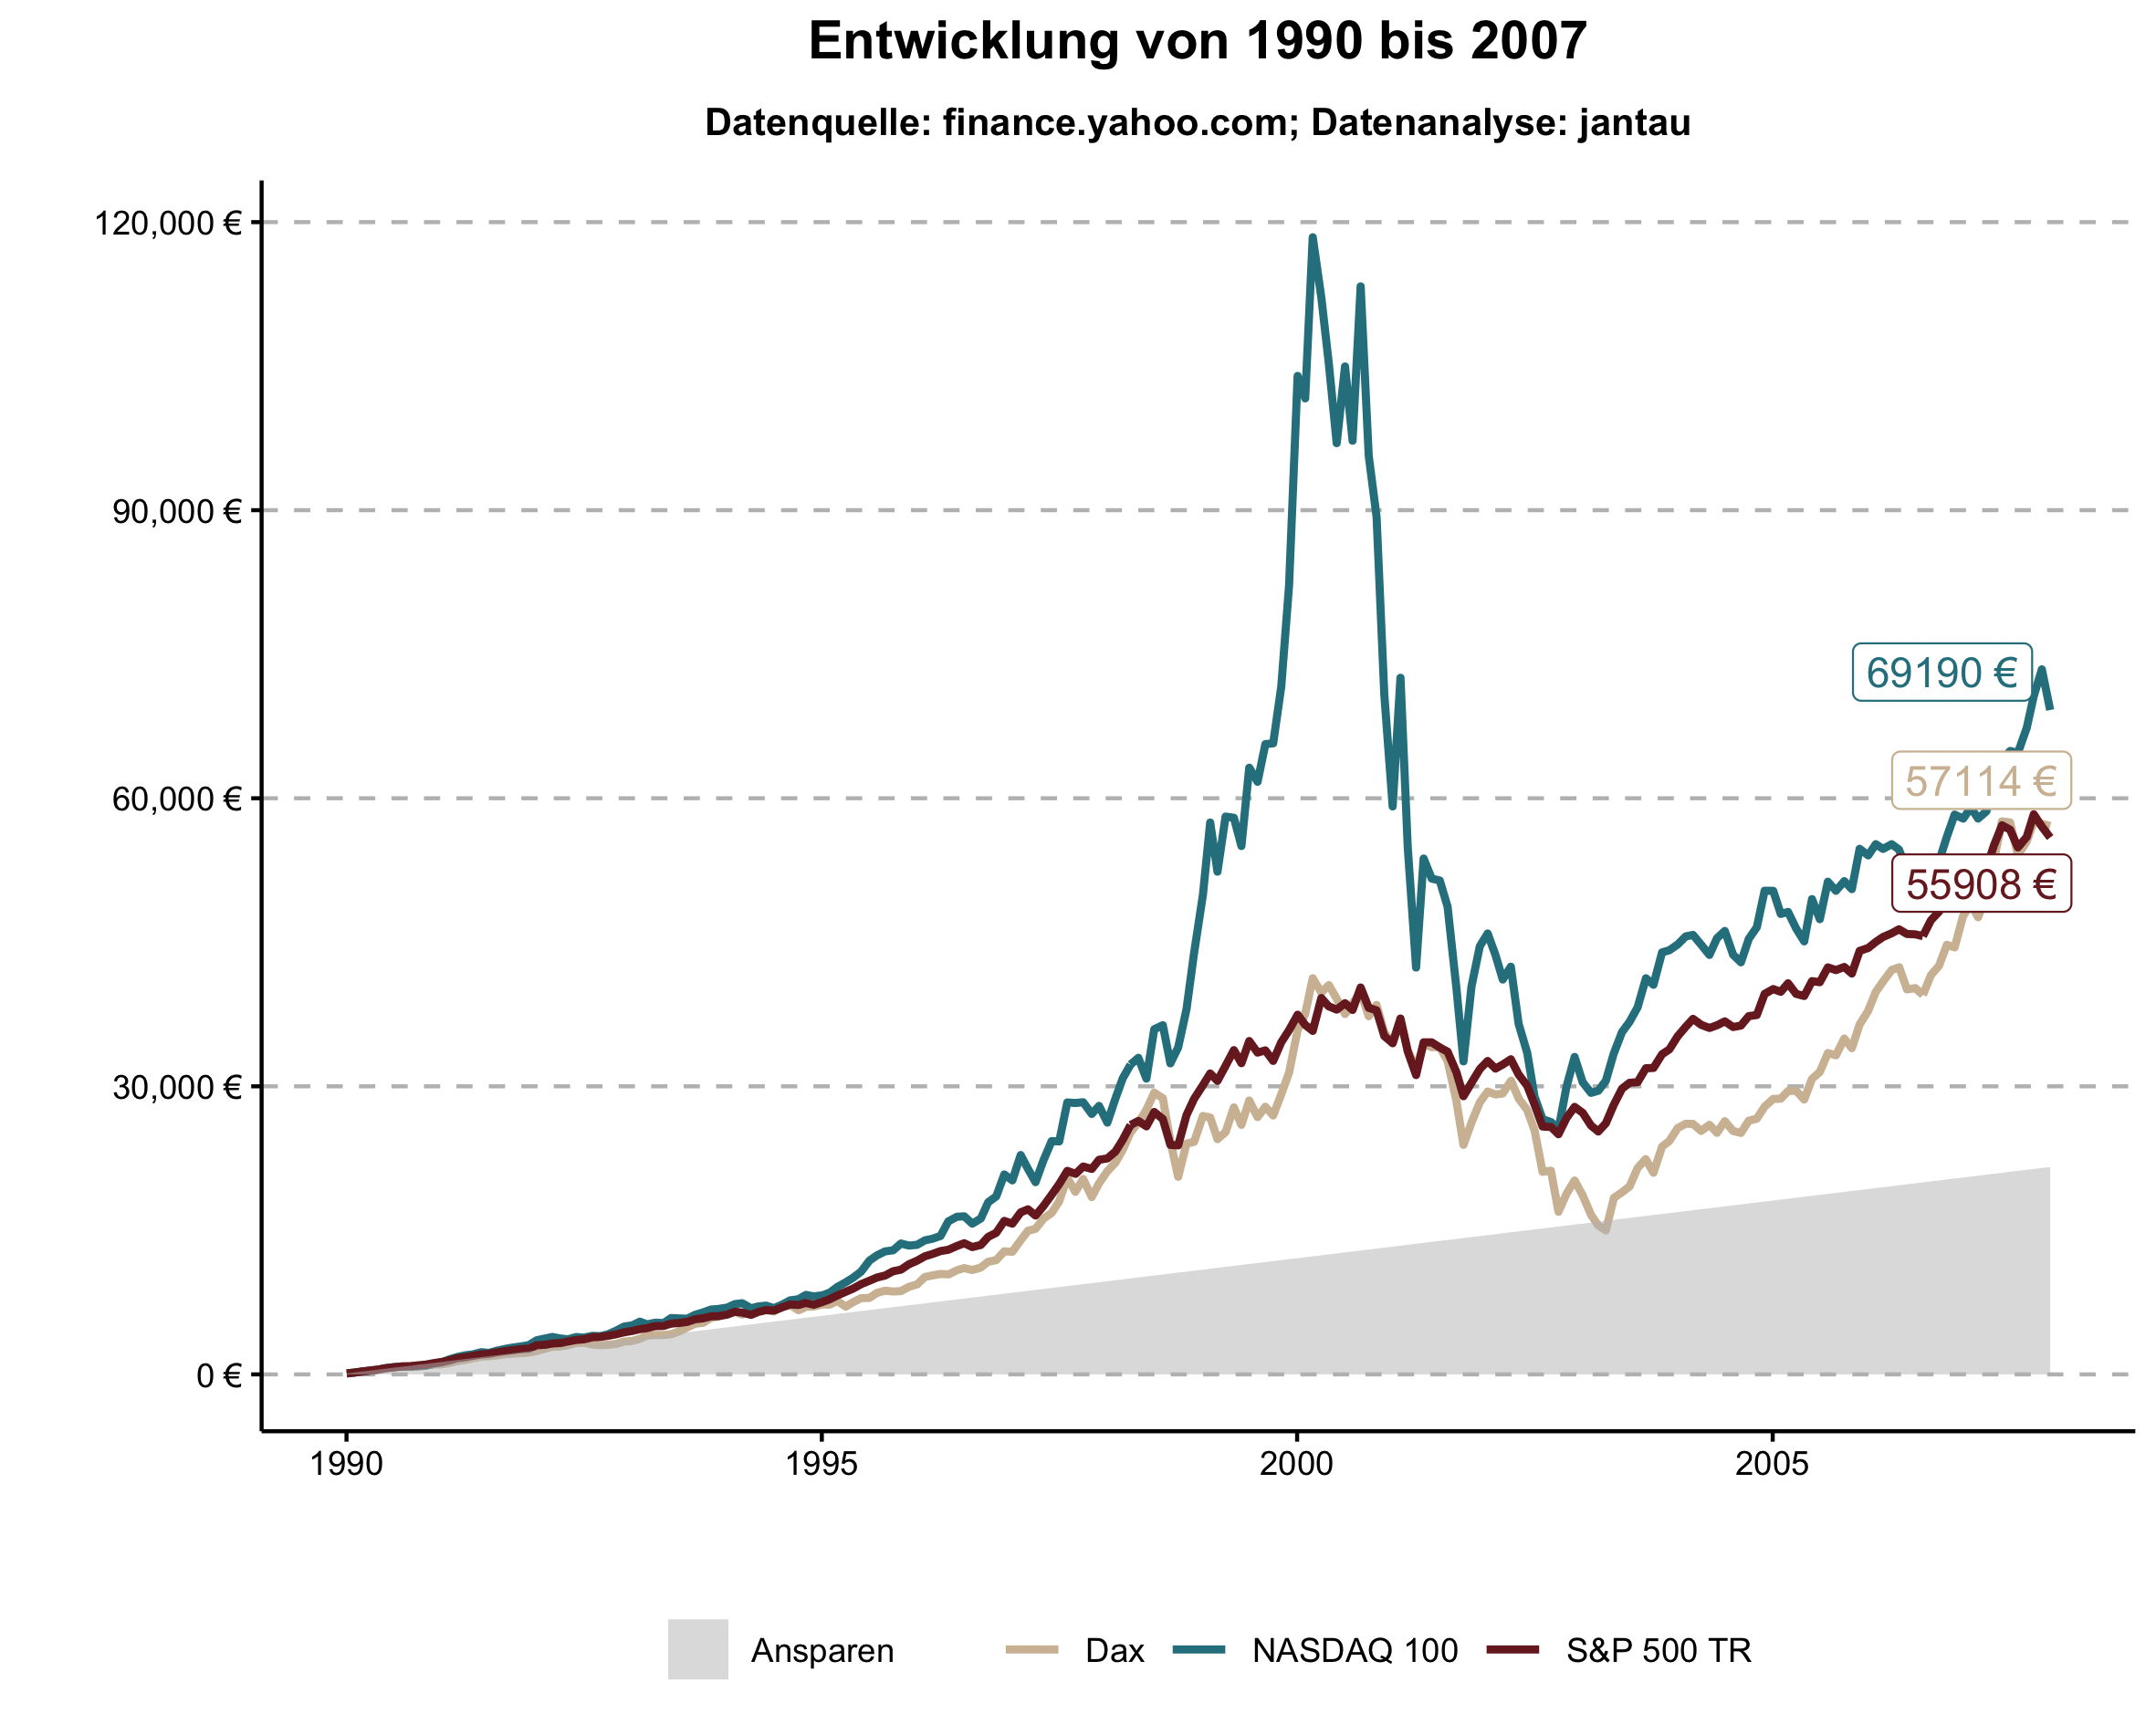 Entwicklung von 1990 bis 2007
Datenquelle: finance.yahoo.com; Datenanalyse: jantau
120,000 €
90,000 €
60,000 €
30,000 €
0 €
69190 €
57114 €
55908 €
1990 1995 2000 2005
Ansparen Dax NASDAQ 100 S&P 500 TR